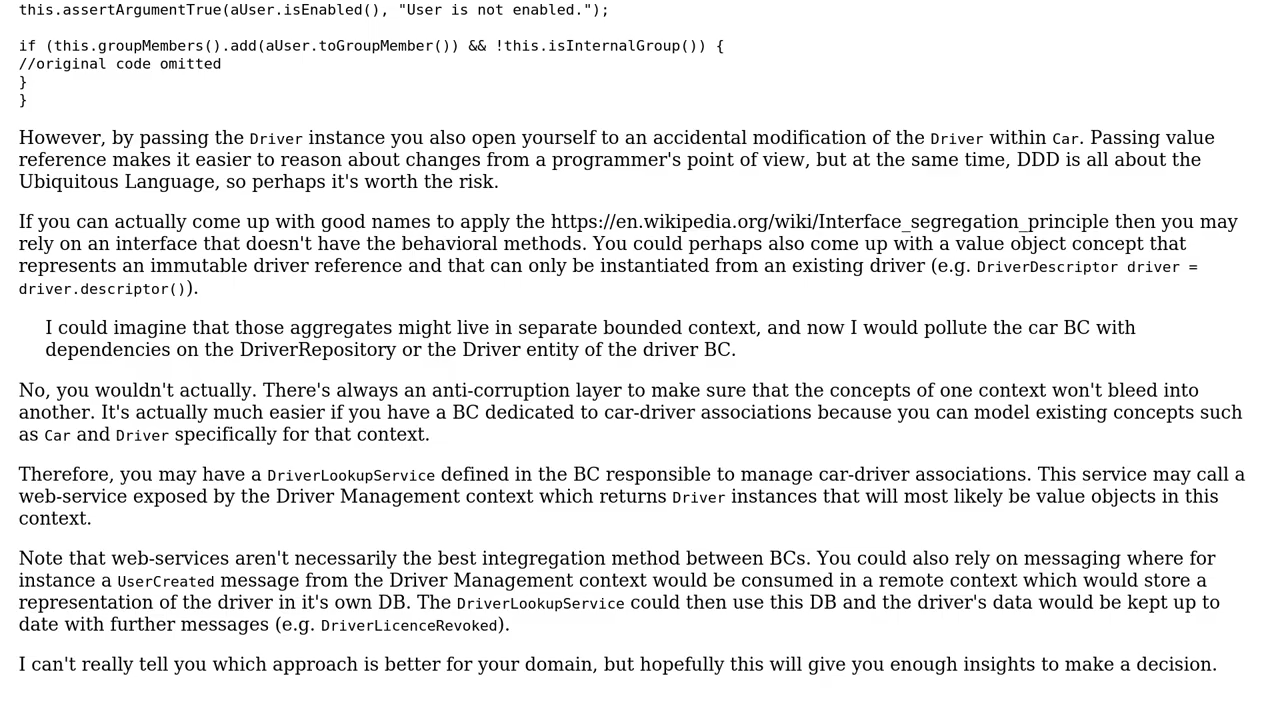 this.assertArgumentTrue(aUser.isEnabled(), "User is not enabled.");
if (this.groupMembers().add(aUser.toGroupMember()) && !this.isInternalGroup()) {
//original code omitted
}
}
However, by passing the Driver instance you also open yourself to an accidental modification of the Driver within Car. Passing value
reference makes it easier to reason about changes from a programmer's point of view, but at the same time, DDD is all about the
Ubiquitous Language, so perhaps it's worth the risk.
If you can actually come up with good names to apply the https://en.wikipedia.org/wiki/Interface_segregation_principle then you may
rely on an interface that doesn't have the behavioral methods. You could perhaps also come up with a value object concept that
represents an immutable driver reference and that can only be instantiated from an existing driver (e.g. DriverDescriptor driver =
driver.descriptor()).
I could imagine that those aggregates might live in separate bounded context, and now I would pollute the car BC with
dependencies on the DriverRepository or the Driver entity of the driver BC.
No, you wouldn't actually. There's always an anti-corruption layer to make sure that the concepts of one context won't bleed into
another. It's actually much easier if you have a BC dedicated to car-driver associations because you can model existing concepts such
as Car and Driver specifically for that context.
Therefore, you may have a DriverLookupService defined in the BC responsible to manage car-driver associations. This service may call a
web-service exposed by the Driver Management context which returns Driver instances that will most likely be value objects in this
context.
Note that web-services aren't necessarily the best integregation method between BCs. You could also rely on messaging where for
instance a UserCreated message from the Driver Management context would be consumed in a remote context which would store a
representation of the driver in it's own DB. The DriverLookupService could then use this DB and the driver's data would be kept up to
date with further messages (e.g. DriverLicenceRevoked).
I can't really tell you which approach is better for your domain, but hopefully this will give you enough insights to make a decision.